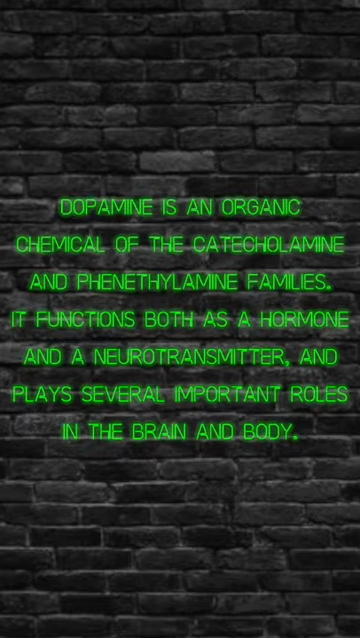 DOPAMINE IS AN ORGANIC
CHEMICAL OF THE CATECHOLAMINE
AND PHENETHYLAMINE FAMILIES.
IT FUNCTIONS BOTH AS A HORMONE
AND A NEUROTRANSMITTER, AND
PLAYS SEVERAL IMPORTANT ROLES
IN THE BRAIN AND BODY.